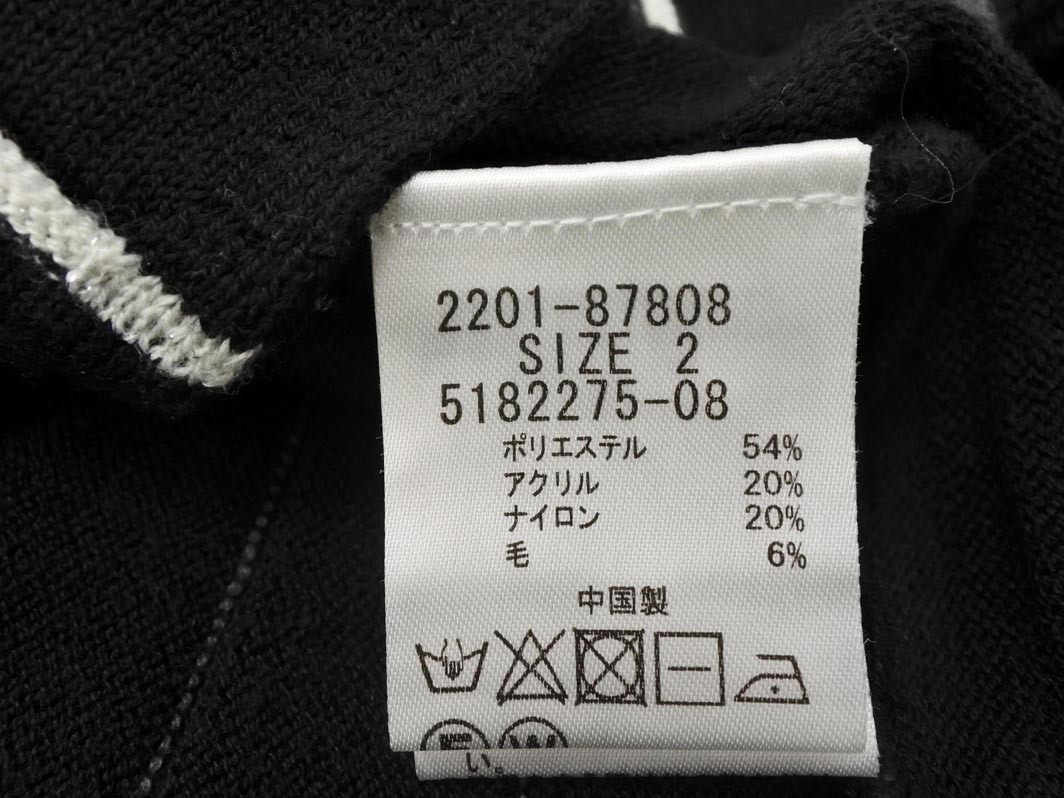 2201-87808
SIZE 2
5182275-08
ポリエステル 54%
アクリル 20%
ナイロン 20%
毛 6%
中国製
Ⓕ Ⓦ
い。